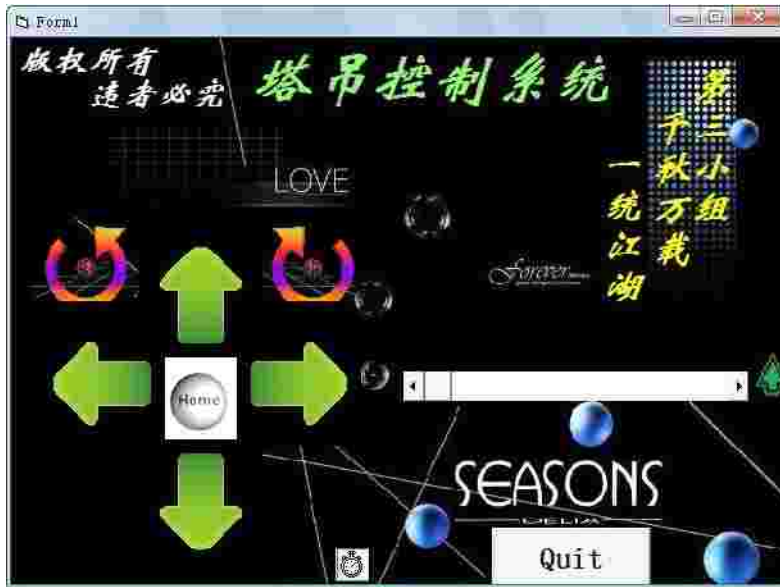 Form1
版权所有
违者必究
塔吊控制系统
第三小组
千秋万载
一统江湖
LOVE
Forever
Home
SEASONS
Quit